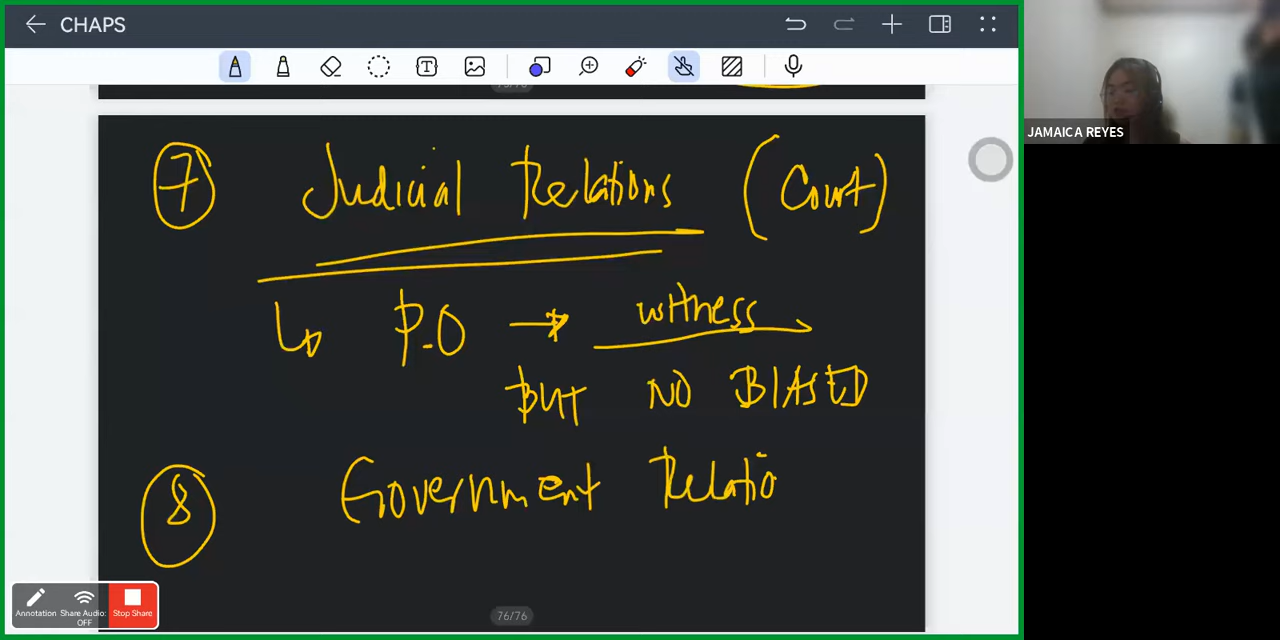 CHAPS
JAMAICA REYES
7 Judicial Relations (Court)
P.O → witness
but NO BIASED
8 Government Relatio
Annotation Share Audio: OFF Stop Share
76/76